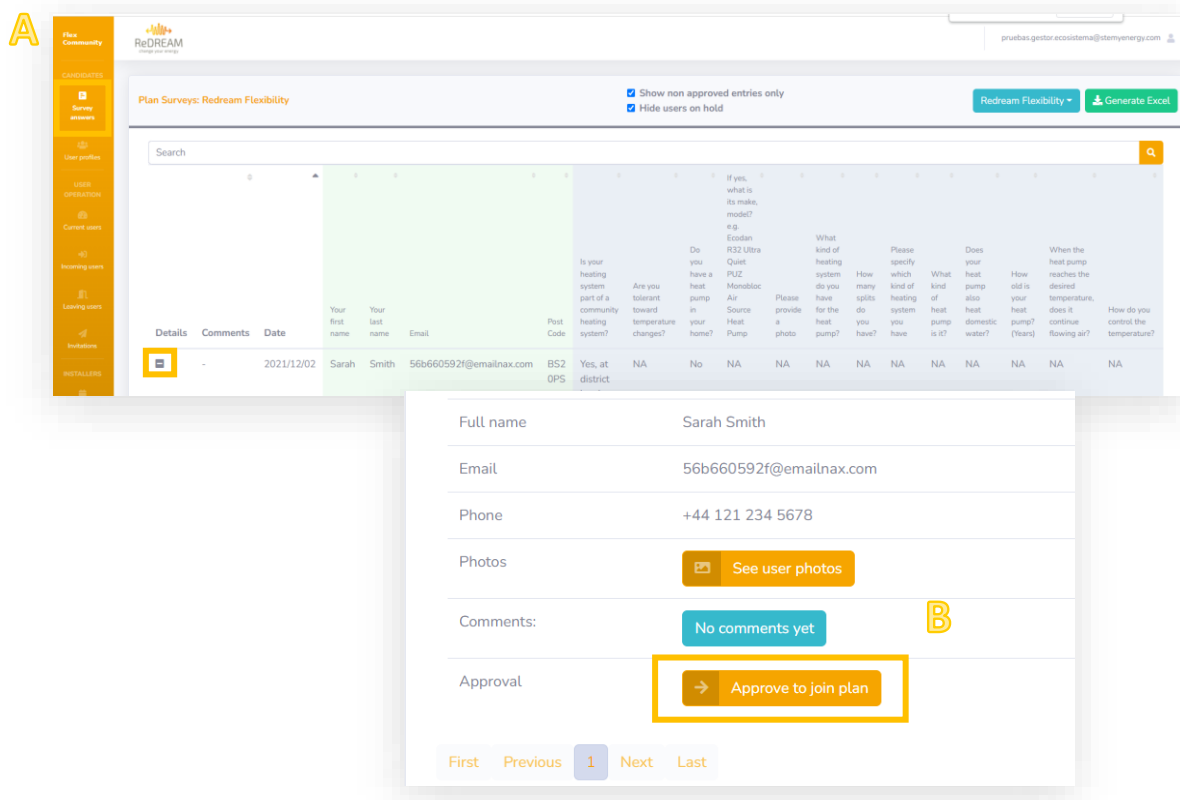 A
Flex
Community
ReDREAM
change your energy
pruebas.gestor.ecosistema@stemyenergy.com
CANDIDATES
Survey
answers
User profiles
USER
OPERATION
Current users
Incoming users
Leaving users
Invitations
INSTALLERS
Plan Surveys: Redream Flexibility
Show non approved entries only
Hide users on hold
Redream Flexibility
Generate Excel
Search
Details
Comments
Date
Your
first
name
Your
last
name
Email
Post
Code
Is your
heating
system
part of a
community
heating
system?
Are you
tolerant
toward
temperature
changes?
Do
you
have a
heat
pump
in
your
home?
If yes,
what is
its make,
model?
e.g.
Ecodan
R32 Ultra
Quiet
PUZ
Monobloc
Air
Source
Heat
Pump
Please
provide
a
photo
What
kind of
heating
system
do you
have
for the
heat
pump?
How
many
splits
do
you
have?
Please
specify
which
kind of
heating
system
you
have
What
kind
of
heat
pump
is it?
Does
your
heat
pump
also
heat
domestic
water?
How
old is
your
heat
pump?
(Years)
When the
heat pump
reaches the
desired
temperature,
does it
continue
flowing air?
How do you
control the
temperature?
- 2021/12/02 Sarah Smith 56b660592f@emailnax.com BS2 Yes, at NA No NA NA NA NA NA NA NA NA NA NA
0PS district
Full name Sarah Smith
Email 56b660592f@emailnax.com
Phone +44 121 234 5678
Photos See user photos
B
Comments: No comments yet
Approval Approve to join plan
First Previous 1 Next Last